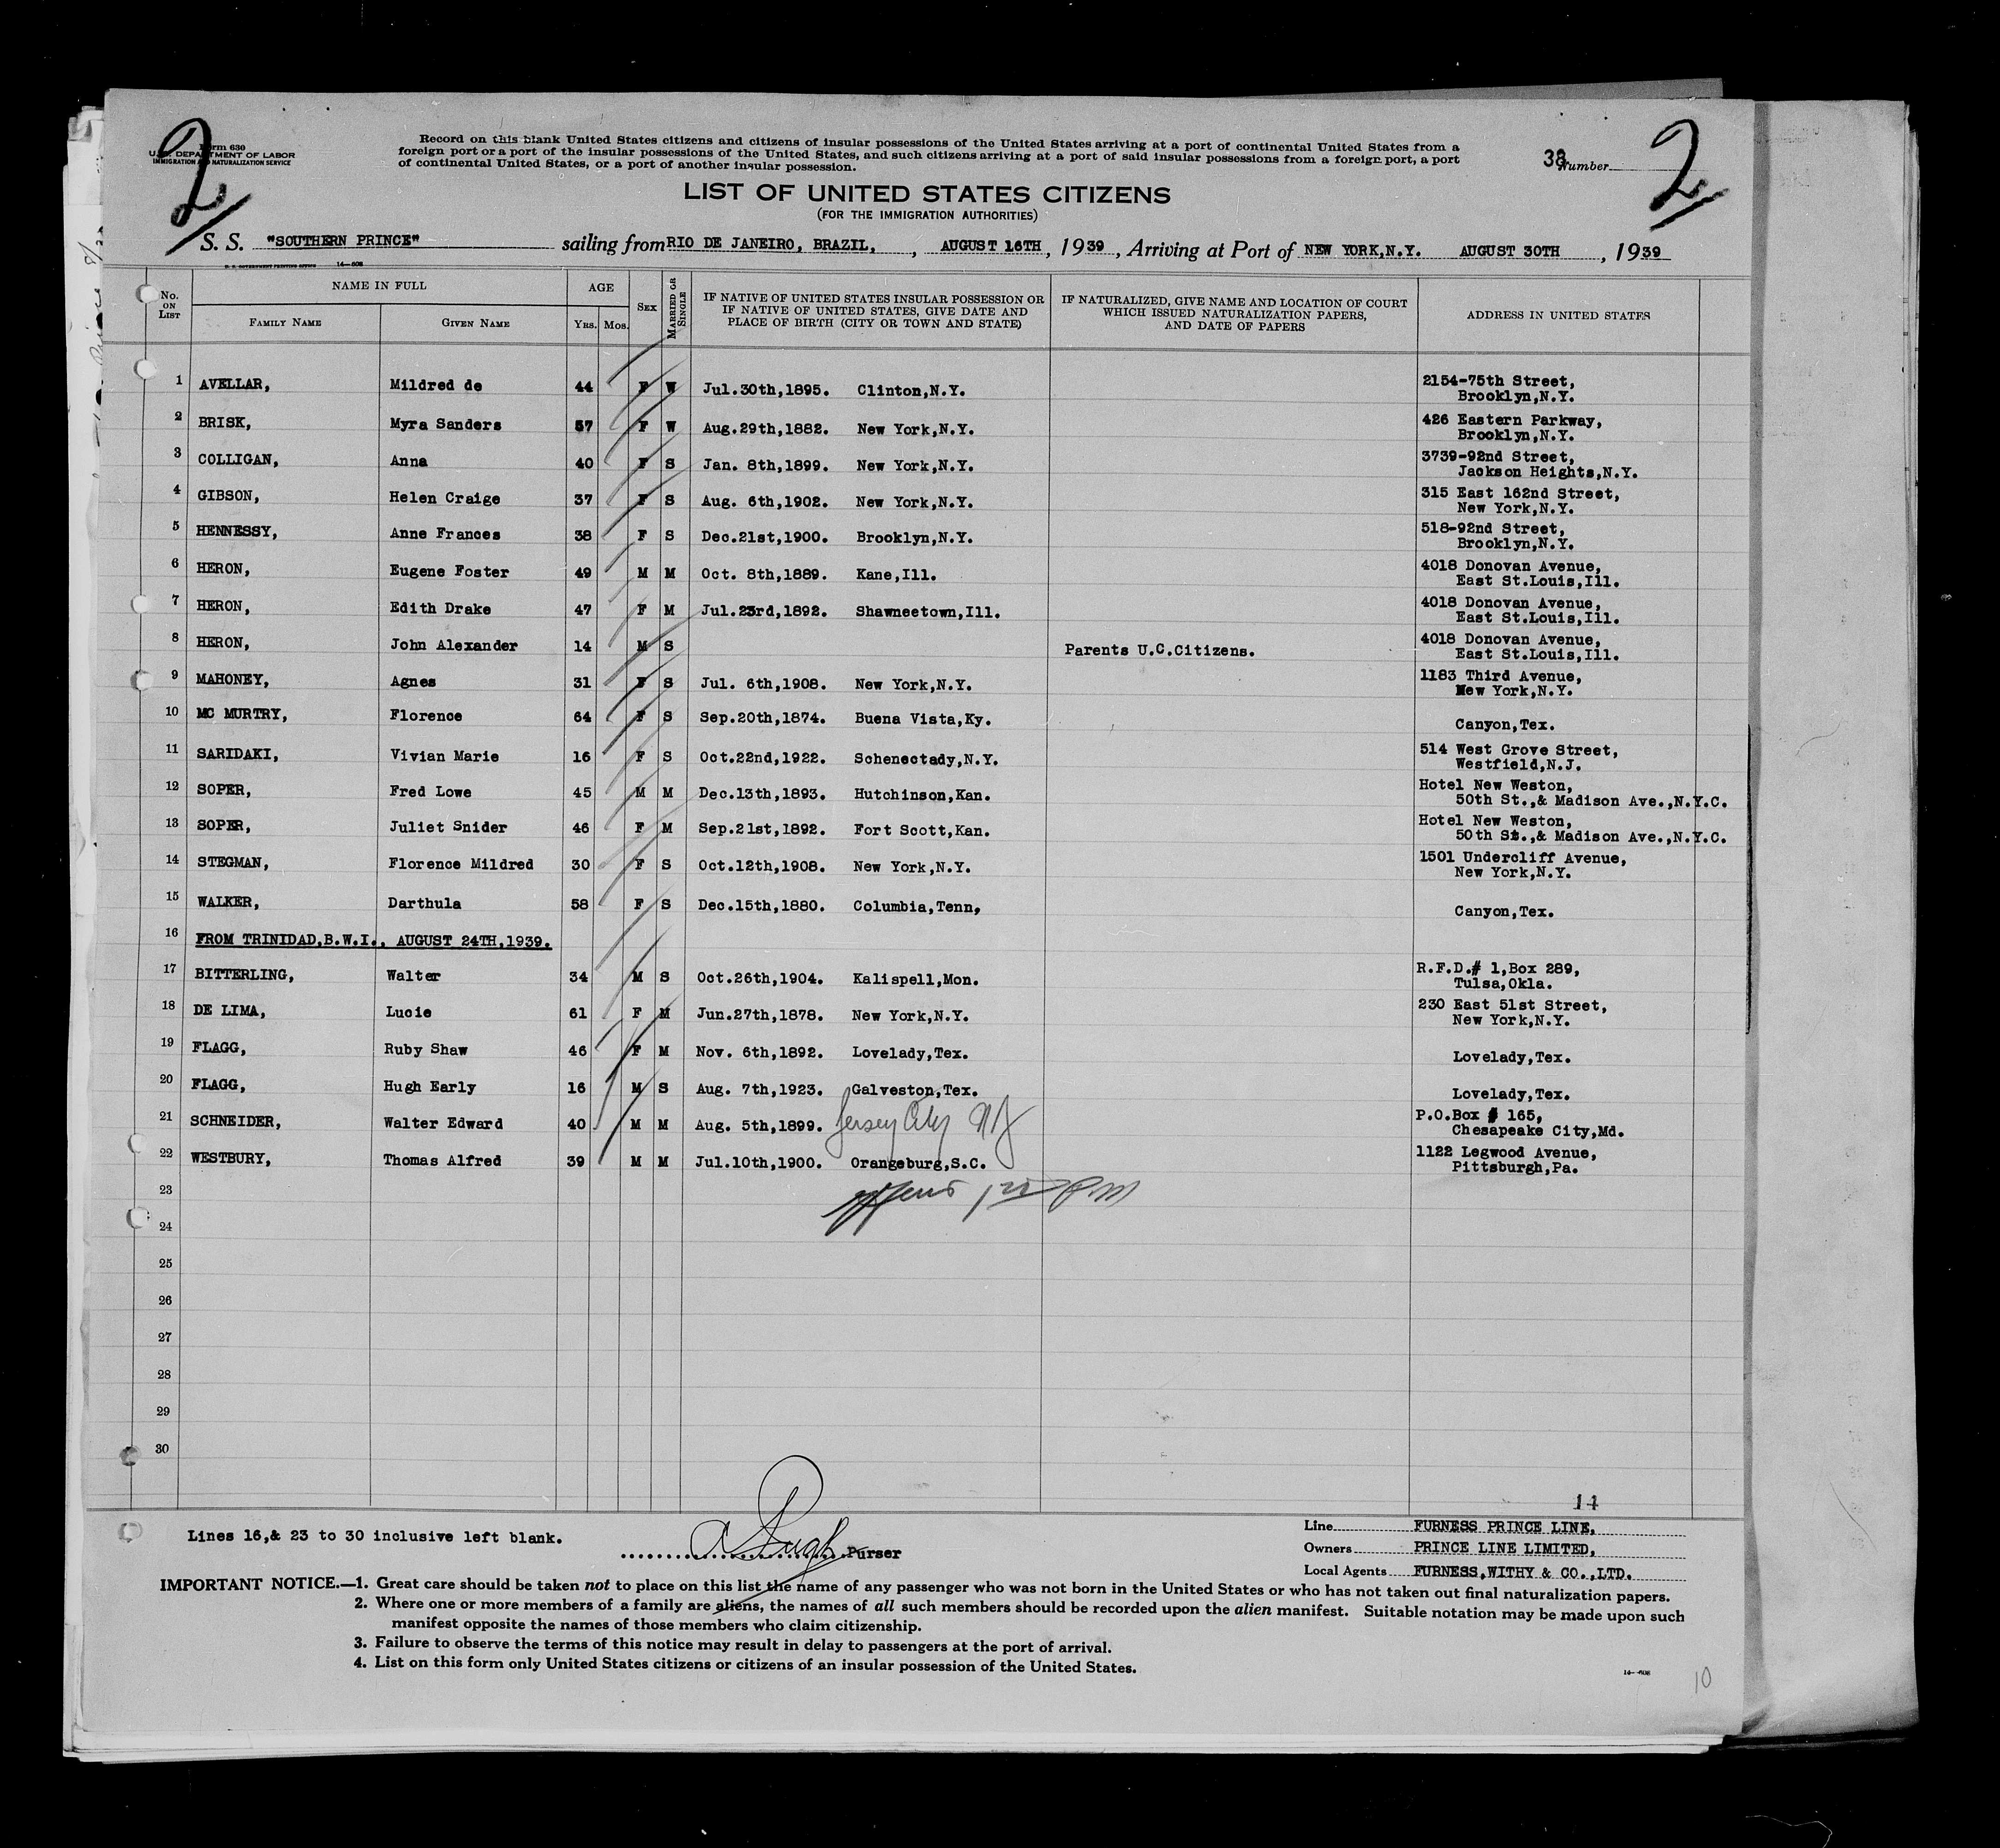 2
2
Form 630
U.S. DEPARTMENT OF LABOR
IMMIGRATION AND NATURALIZATION SERVICE
Record on this blank United States citizens and citizens of insular possessions of the United States arriving at a port of continental United States from a
foreign port or a port of the insular possessions of the United States, and such citizens arriving at a port of said insular possessions from a foreign port, a port
of continental United States, or a port of another insular possession.
38 Number
LIST OF UNITED STATES CITIZENS
(FOR THE IMMIGRATION AUTHORITIES)
S. S. "SOUTHERN PRINCE" sailing from RIO DE JANEIRO, BRAZIL, , AUGUST 16TH , 1939 , Arriving at Port of NEW YORK,N.Y. AUGUST 30TH , 1939
U. S. GOVERNMENT PRINTING OFFICE 14—608
No. ON LIST NAME IN FULL AGE SEX MARRIED OR SINGLE IF NATIVE OF UNITED STATES INSULAR POSSESSION OR IF NATIVE OF UNITED STATES, GIVE DATE AND PLACE OF BIRTH (CITY OR TOWN AND STATE) IF NATURALIZED, GIVE NAME AND LOCATION OF COURT WHICH ISSUED NATURALIZATION PAPERS, AND DATE OF PAPERS ADDRESS IN UNITED STATES
FAMILY NAME GIVEN NAME YRS. MOS.
1 AVELLAR, Mildred de 44 F W Jul.30th,1895. Clinton,N.Y. 2154-75th Street,
Brooklyn,N.Y.
2 BRISK, Myra Sanders 57 F W Aug.29th,1882. New York,N.Y. 426 Eastern Parkway,
Brooklyn,N.Y.
3 COLLIGAN, Anna 40 F S Jan. 8th,1899. New York,N.Y. 3739-92nd Street,
Jackson Heights,N.Y.
4 GIBSON, Helen Craige 37 F S Aug. 6th,1902. New York,N.Y. 315 East 162nd Street,
New York,N.Y.
5 HENNESSY, Anne Frances 38 F S Dec.21st,1900. Brooklyn,N.Y. 518-92nd Street,
Brooklyn,N.Y.
6 HERON, Eugene Foster 49 M M Oct. 8th,1889. Kane,Ill. 4018 Donovan Avenue,
East St.Louis,Ill.
7 HERON, Edith Drake 47 F M Jul.23rd,1892. Shawneetown,Ill. 4018 Donovan Avenue,
East St.Louis,Ill.
8 HERON, John Alexander 14 M S Parents U.C.Citizens. 4018 Donovan Avenue,
East St.Louis,Ill.
9 MAHONEY, Agnes 31 F S Jul. 6th,1908. New York,N.Y. 1183 Third Avenue,
New York,N.Y.
10 MC MURTRY, Florence 64 F S Sep.20th,1874. Buena Vista,Ky. Canyon,Tex.
11 SARIDAKI, Vivian Marie 16 F S Oct.22nd,1922. Schenectady,N.Y. 514 West Grove Street,
Westfield,N.J.
12 SOPER, Fred Lowe 45 M M Dec.13th,1893. Hutchinson,Kan. Hotel New Weston,
50th St.,& Madison Ave.,N.Y.C.
13 SOPER, Juliet Snider 46 F M Sep.21st,1892. Fort Scott,Kan. Hotel New Weston,
50th St.,& Madison Ave.,N.Y.C.
14 STEGMAN, Florence Mildred 30 F S Oct.12th,1908. New York,N.Y. 1501 Undercliff Avenue,
New York,N.Y.
15 WALKER, Darthula 58 F S Dec.15th,1880. Columbia,Tenn, Canyon,Tex.
16 FROM TRINIDAD,B.W.I., AUGUST 24TH,1939.
17 BITTERLING, Walter 34 M S Oct.26th,1904. Kalispell,Mon. R.F.D.# 1,Box 289,
Tulsa,Okla.
18 DE LIMA, Lucie 61 F M Jun.27th,1878. New York,N.Y. 230 East 51st Street,
New York,N.Y.
19 FLAGG, Ruby Shaw 46 F M Nov. 6th,1892. Lovelady,Tex. Lovelady,Tex.
20 FLAGG, Hugh Early 16 M S Aug. 7th,1923. Galveston,Tex. Lovelady,Tex.
21 SCHNEIDER, Walter Edward 40 M M Aug. 5th,1899. Jersey City NJ P.O.Box # 165,
Chesapeake City,Md.
22 WESTBURY, Thomas Alfred 39 M M Jul.10th,1900. Orangeburg,S.C. 1122 Legwood Avenue,
Pittsburgh,Pa.
23
24
25
26
27
28
29
30
14
Lines 16,& 23 to 30 inclusive left blank.
Purser
Line FURNESS PRINCE LINE,
Owners PRINCE LINE LIMITED,
Local Agents FURNESS,WITHY & CO.,LTD.
IMPORTANT NOTICE.—1. Great care should be taken not to place on this list the name of any passenger who was not born in the United States or who has not taken out final naturalization papers.
2. Where one or more members of a family are aliens, the names of all such members should be recorded upon the alien manifest. Suitable notation may be made upon such
manifest opposite the names of those members who claim citizenship.
3. Failure to observe the terms of this notice may result in delay to passengers at the port of arrival.
4. List on this form only United States citizens or citizens of an insular possession of the United States.
14—608
10